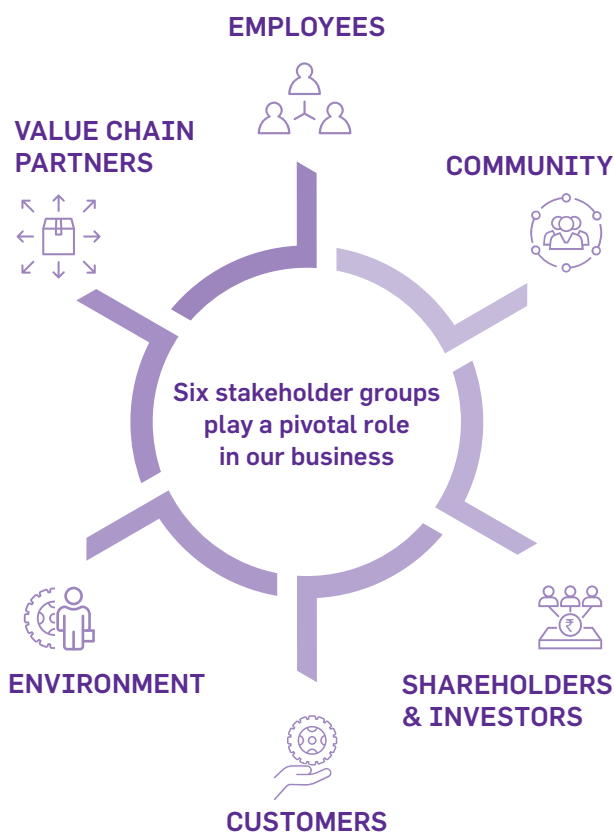 EMPLOYEES
VALUE CHAIN
PARTNERS
COMMUNITY
Six stakeholder groups
play a pivotal role
in our business
ENVIRONMENT
₹
SHAREHOLDERS
& INVESTORS
CUSTOMERS